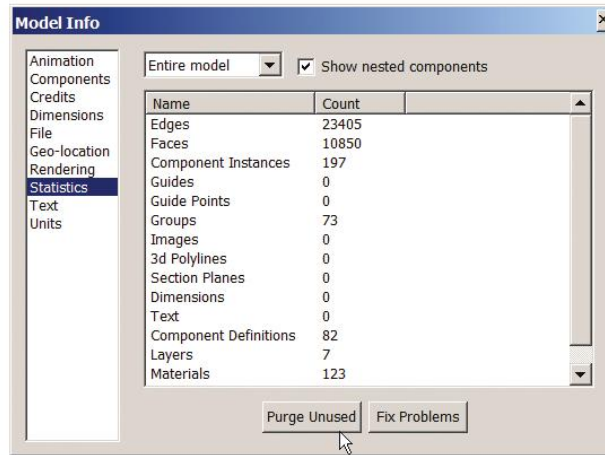 Model Info
Animation
Components
Credits
Dimensions
File
Geo-location
Rendering
Statistics
Text
Units
Entire model
Show nested components
Name Count
Edges 23405
Faces 10850
Component Instances 197
Guides 0
Guide Points 0
Groups 73
Images 0
3d Polylines 0
Section Planes 0
Dimensions 0
Text 0
Component Definitions 82
Layers 7
Materials 123
Purge Unused Fix Problems